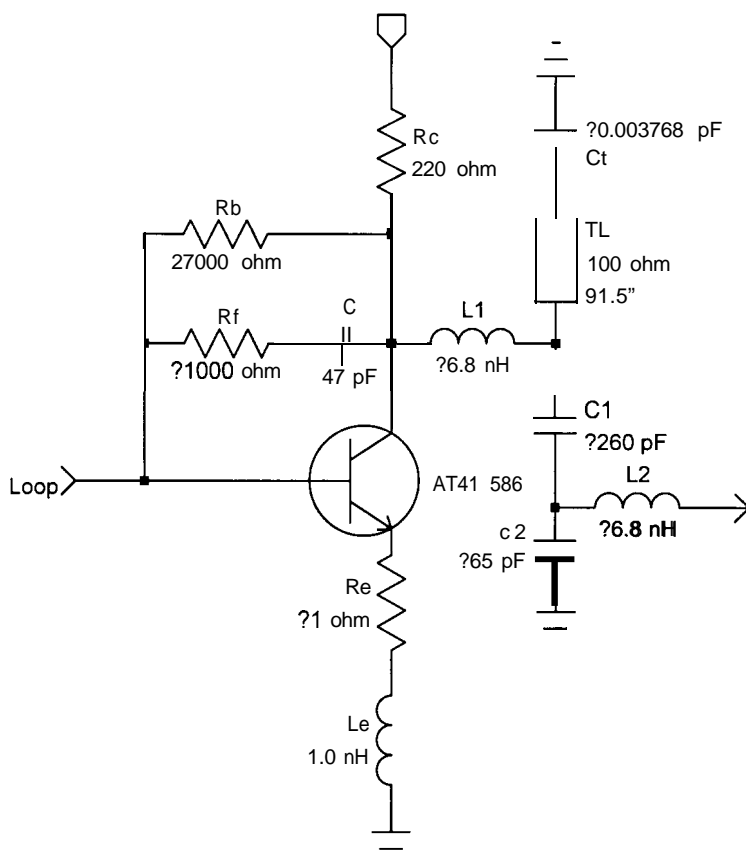 ?0.003768 pF
Ct
Rc
220 ohm
Rb
27000 ohm
TL
100 ohm
91.5”
C
L1
Rf
?1000 ohm
47 pF
?6.8 nH
C1
?260 pF
Loop
AT41 586
L2
?6.8 nH
c2
?65 pF
Re
?1 ohm
Le
1.0 nH